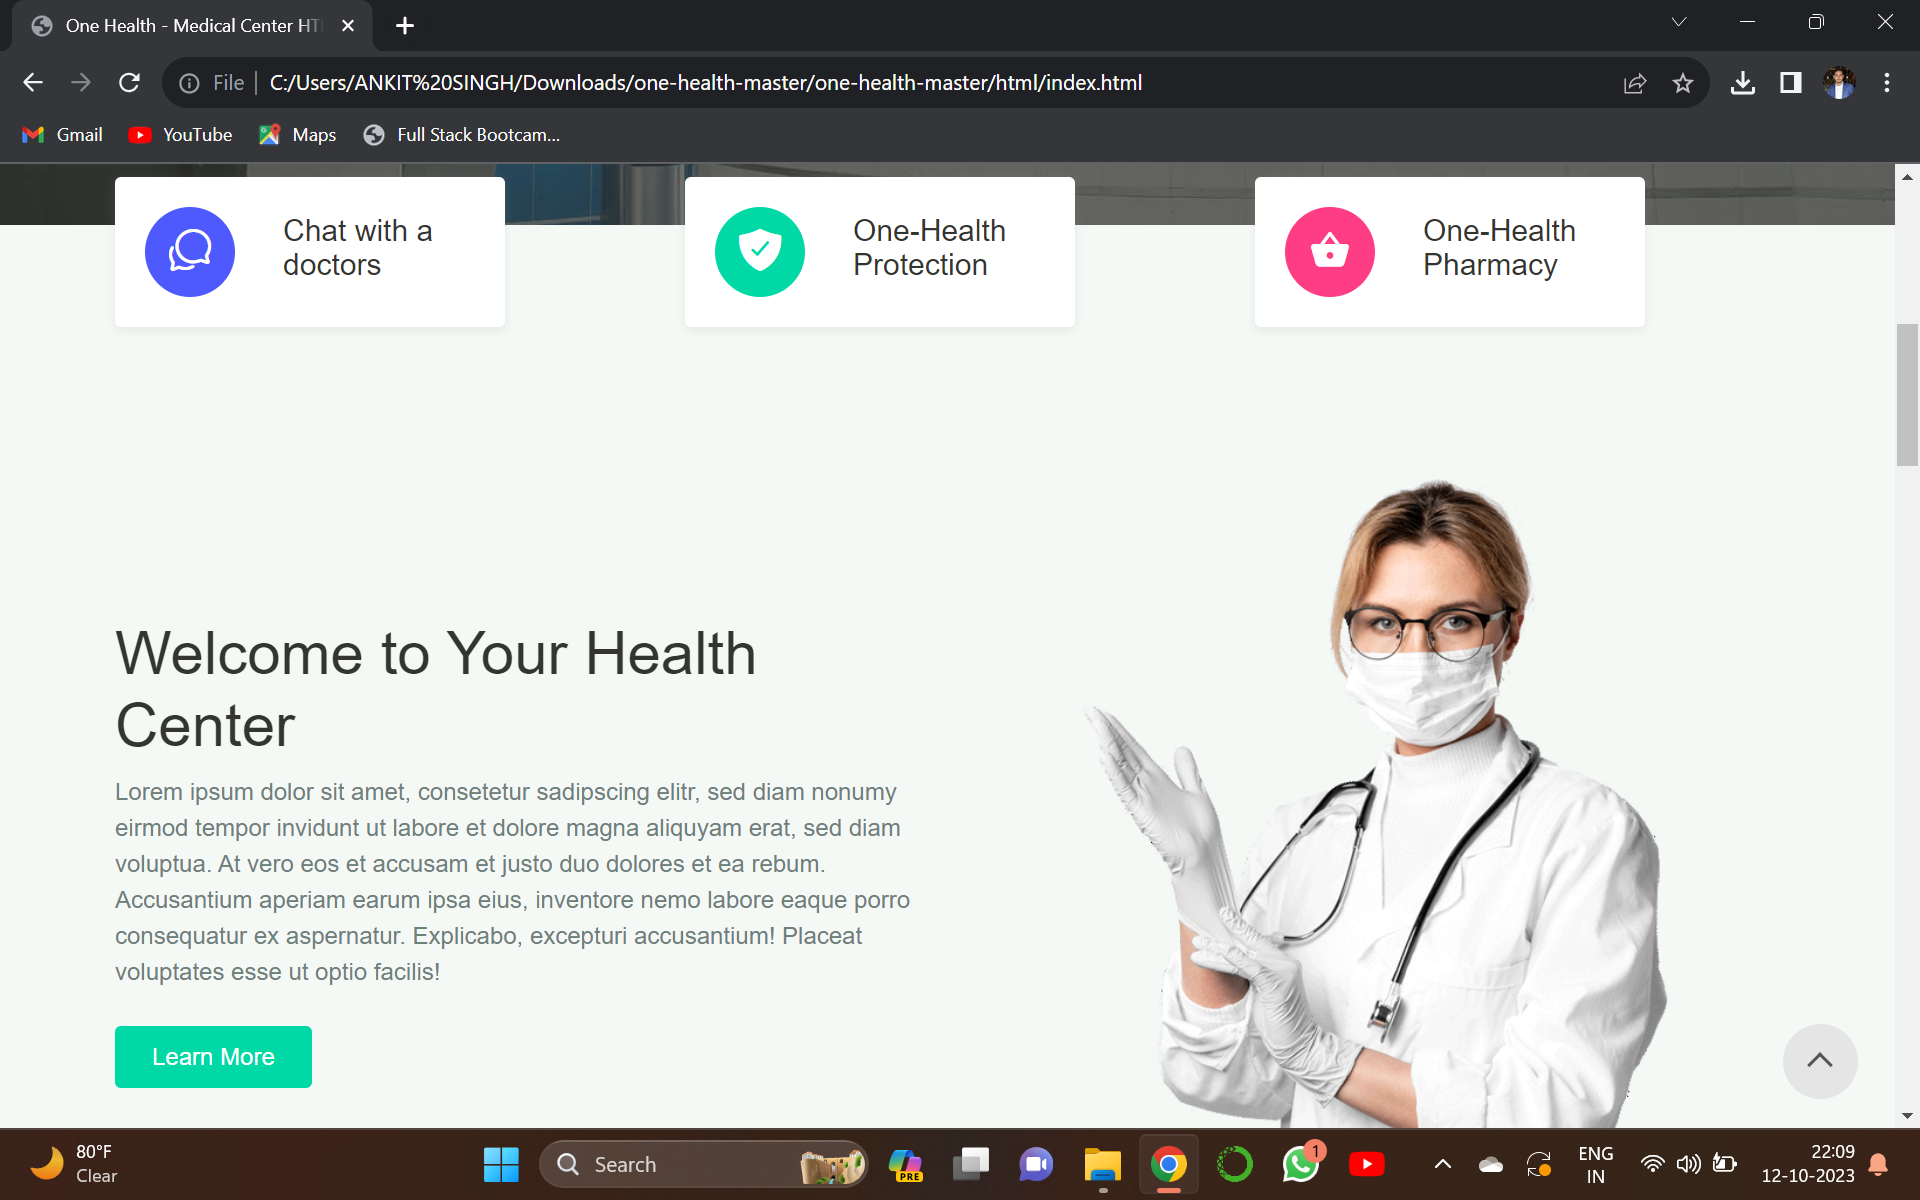 One Health - Medical Center HT
File
C:/Users/ANKIT%20SINGH/Downloads/one-health-master/one-health-master/html/index.html
Gmail
YouTube
Maps
Full Stack Bootcam...
Chat with a
doctors
One-Health
Protection
One-Health
Pharmacy
Welcome to Your Health
Center
Lorem ipsum dolor sit amet, consetetur sadipscing elitr, sed diam nonumy
eirmod tempor invidunt ut labore et dolore magna aliquyam erat, sed diam
voluptua. At vero eos et accusam et justo duo dolores et ea rebum.
Accusantium aperiam earum ipsa eius, inventore nemo labore eaque porro
consequatur ex aspernatur. Explicabo, excepturi accusantium! Placeat
voluptates esse ut optio facilis!
Learn More
80°F
Clear
Search
PRE
1
ENG
IN
22:09
12-10-2023